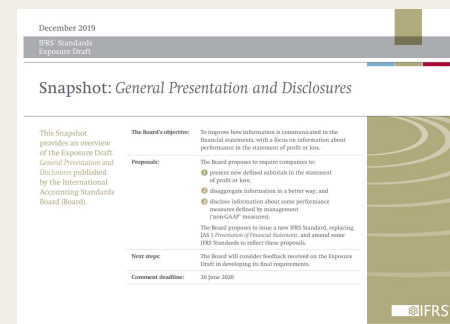 December 2019
IFRS® Standards
Exposure Draft
Snapshot: General Presentation and Disclosures
This Snapshot
provides an overview
of the Exposure Draft
General Presentation and
Disclosures published
by the International
Accounting Standards
Board (Board).
The Board's objective:
To improve how information is communicated in the
financial statements, with a focus on information about
performance in the statement of profit or loss.
Proposals:
The Board proposes to require companies to:
1 present new defined subtotals in the statement
of profit or loss;
2 disaggregate information in a better way; and
3 disclose information about some performance
measures defined by management
('non-GAAP' measures).
The Board proposes to issue a new IFRS Standard, replacing
IAS 1 Presentation of Financial Statements, and amend some
IFRS Standards to reflect these proposals.
Next steps:
The Board will consider feedback received on the Exposure
Draft in developing its final requirements.
Comment deadline:
30 June 2020
IFRS